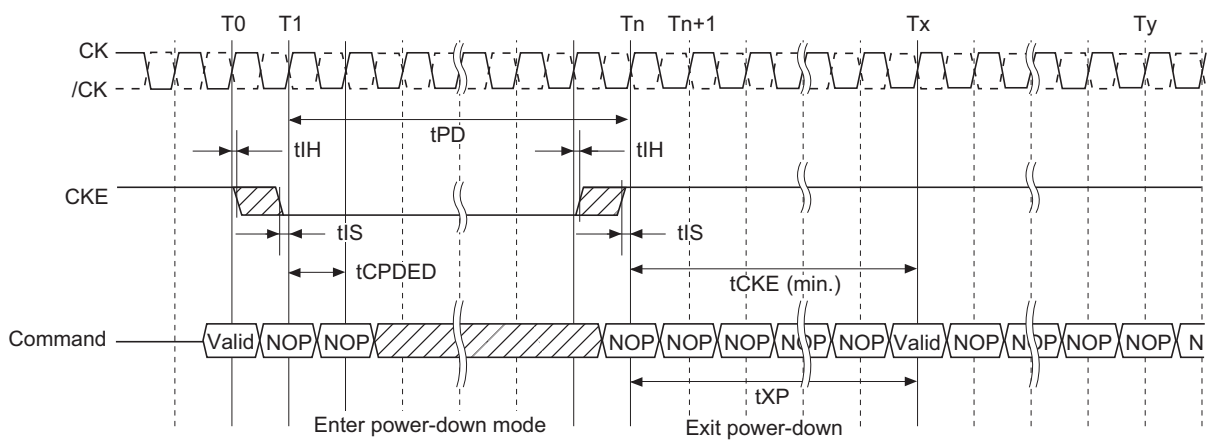 T0 T1 Tn Tn+1 Tx Ty
CK
/CK
tPD
tIH tIH
CKE
tIS tIS
tCPDED tCKE (min.)
Command Valid NOP NOP NOP NOP NOP NOP NOP Valid NOP NOP NOP NOP N
tXP
Enter power-down mode Exit power-down